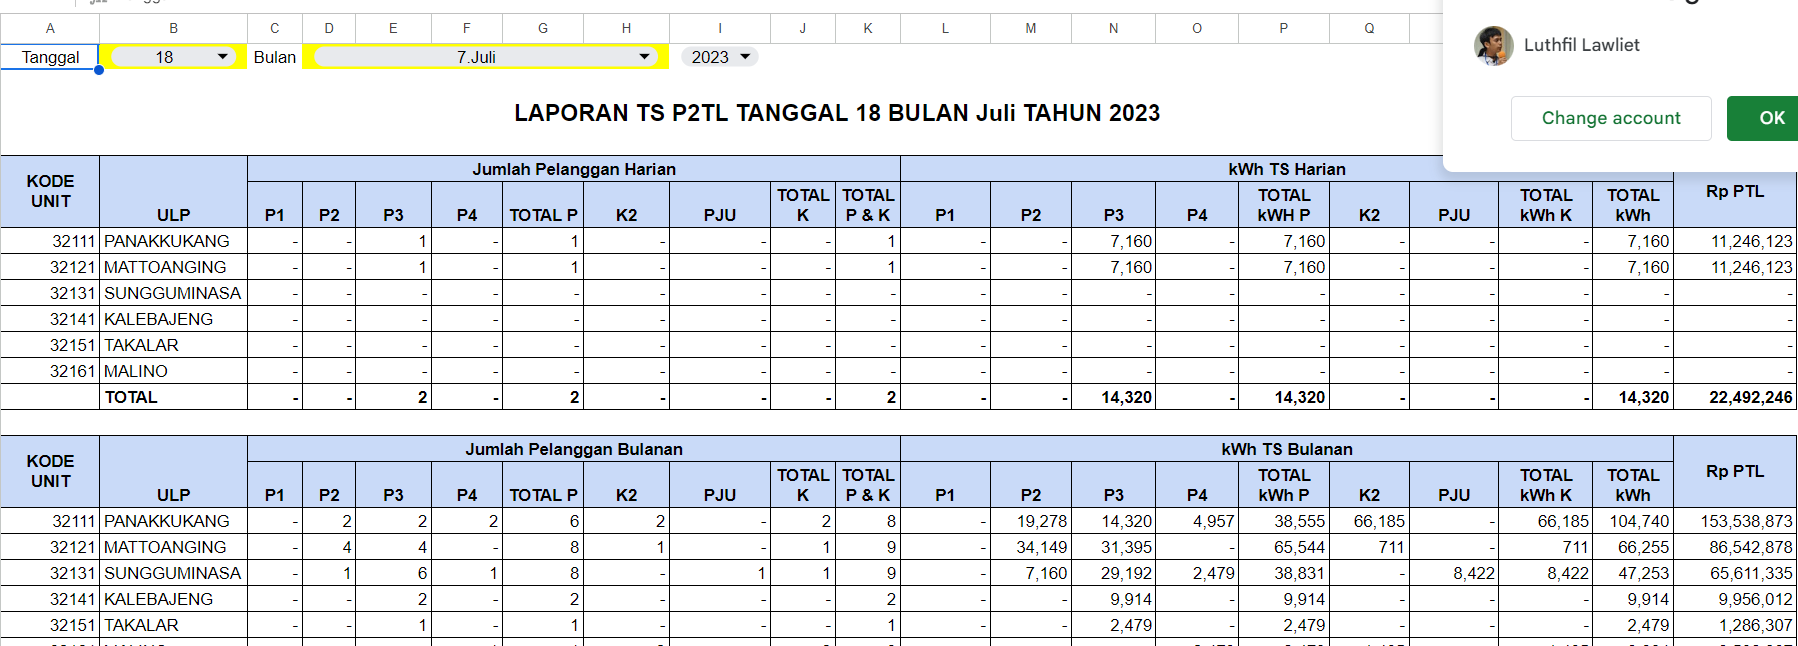 A B C D E F G H I J K L M N O P Q
Tanggal 18 Bulan 7.Juli 2023
Luthfil Lawliet
Change account OK
LAPORAN TS P2TL TANGGAL 18 BULAN Juli TAHUN 2023
KODE UNIT ULP Jumlah Pelanggan Harian kWh TS Harian Rp PTL
P1 P2 P3 P4 TOTAL P K2 PJU TOTAL K TOTAL P & K P1 P2 P3 P4 TOTAL kWH P K2 PJU TOTAL kWh K TOTAL kWh
32111 PANAKKUKANG - - 1 - 1 - - - 1 - - 7,160 - 7,160 - - - 7,160 11,246,123
32121 MATTOANGING - - 1 - 1 - - - 1 - - 7,160 - 7,160 - - - 7,160 11,246,123
32131 SUNGGUMINASA - - - - - - - - - - - - - - - - - - -
32141 KALEBAJENG - - - - - - - - - - - - - - - - - - -
32151 TAKALAR - - - - - - - - - - - - - - - - - - -
32161 MALINO - - - - - - - - - - - - - - - - - - -
TOTAL - - 2 - 2 - - - 2 - - 14,320 - 14,320 - - - 14,320 22,492,246
KODE UNIT ULP Jumlah Pelanggan Bulanan kWh TS Bulanan Rp PTL
P1 P2 P3 P4 TOTAL P K2 PJU TOTAL K TOTAL P & K P1 P2 P3 P4 TOTAL kWh P K2 PJU TOTAL kWh K TOTAL kWh
32111 PANAKKUKANG - 2 2 2 6 2 - 2 8 - 19,278 14,320 4,957 38,555 66,185 - 66,185 104,740 153,538,873
32121 MATTOANGING - 4 4 - 8 1 - 1 9 - 34,149 31,395 - 65,544 711 - 711 66,255 86,542,878
32131 SUNGGUMINASA - 1 6 1 8 - 1 1 9 - 7,160 29,192 2,479 38,831 - 8,422 8,422 47,253 65,611,335
32141 KALEBAJENG - - 2 - 2 - - - 2 - - 9,914 - 9,914 - - - 9,914 9,956,012
32151 TAKALAR - - 1 - 1 - - - 1 - - 2,479 - 2,479 - - - 2,479 1,286,307